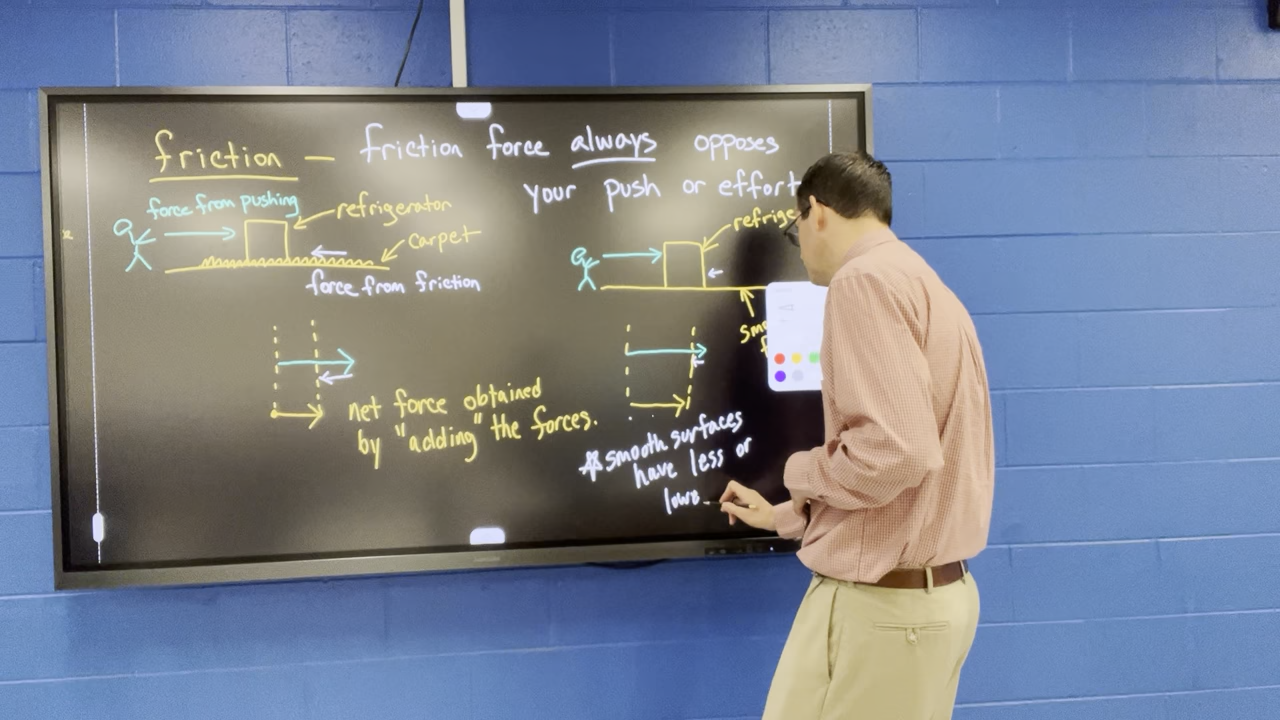 friction — friction force always opposes
your push or effort
force from pushing
refrigerator
carpet
force from friction
refrige
smo
net force obtained
by "adding" the forces.
smooth surfaces
have less or
lowe